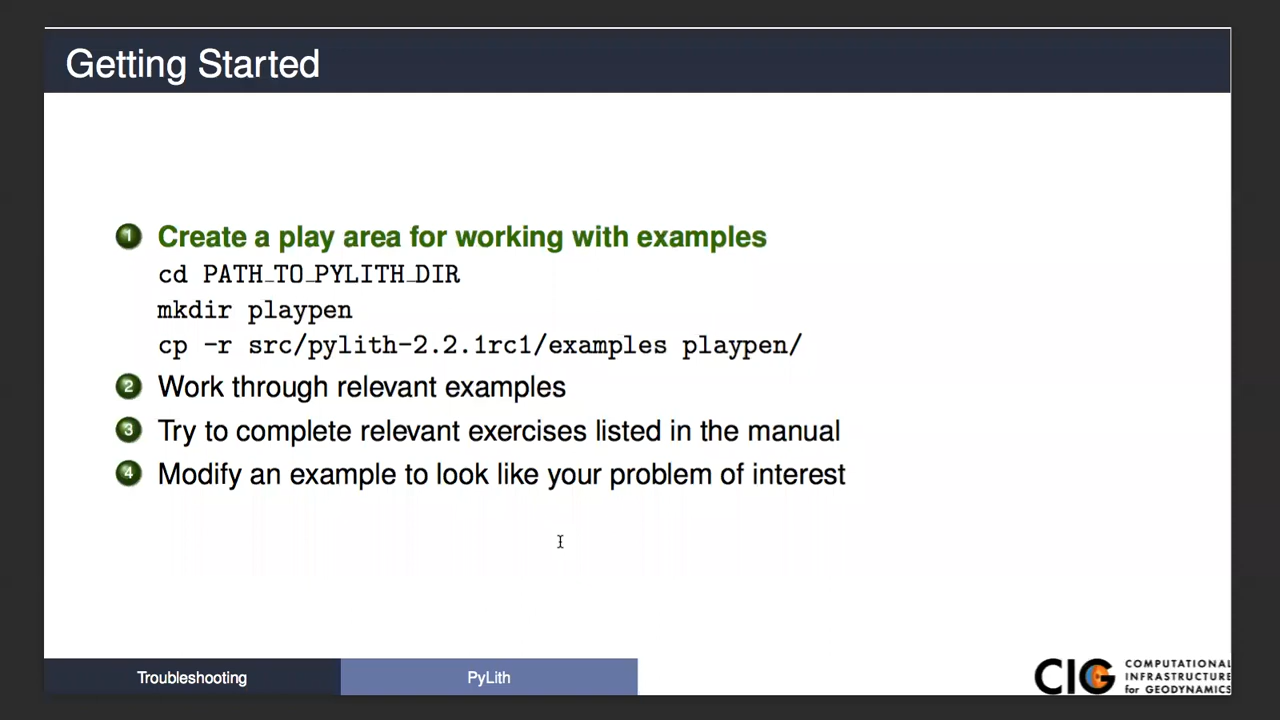 Getting Started
1 Create a play area for working with examples
cd PATH_TO_PYLITH_DIR
mkdir playpen
cp -r src/pylith-2.2.1rc1/examples playpen/
2 Work through relevant examples
3 Try to complete relevant exercises listed in the manual
4 Modify an example to look like your problem of interest
Troubleshooting
PyLith
CIG
COMPUTATIONAL
INFRASTRUCTURE
for GEODYNAMICS